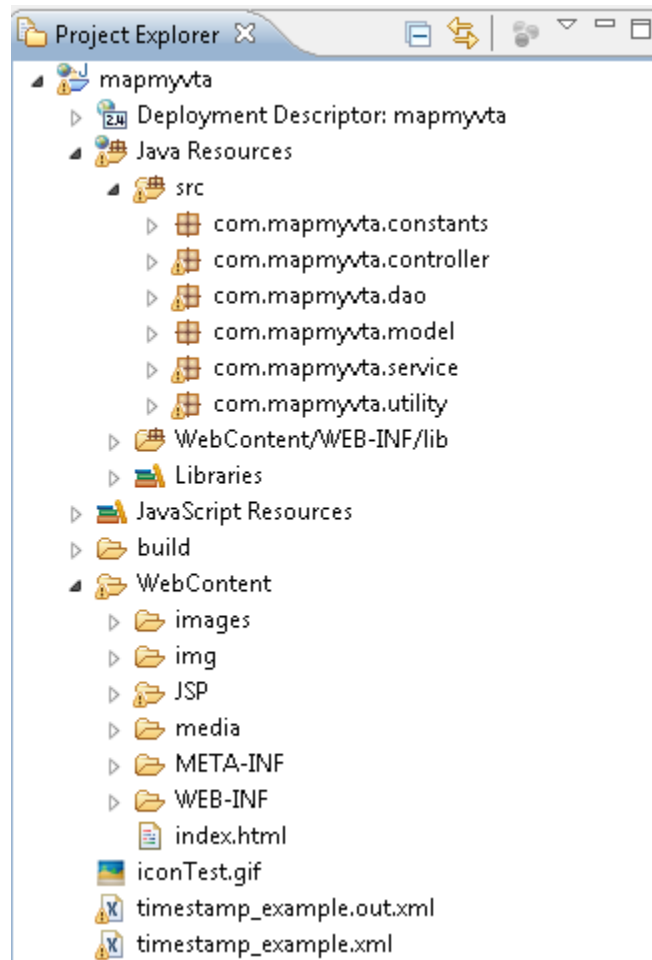 Project Explorer
mapmyvta
2.4 Deployment Descriptor: mapmyvta
Java Resources
src
com.mapmyvta.constants
com.mapmyvta.controller
com.mapmyvta.dao
com.mapmyvta.model
com.mapmyvta.service
com.mapmyvta.utility
WebContent/WEB-INF/lib
Libraries
JavaScript Resources
build
WebContent
images
img
JSP
media
META-INF
WEB-INF
index.html
iconTest.gif
X timestamp_example.out.xml
X timestamp_example.xml